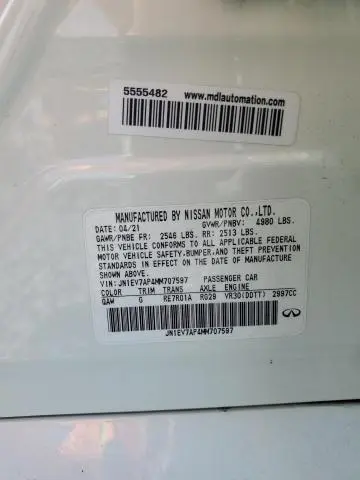 5555482 www.mdlautomation.com
MANUFACTURED BY NISSAN MOTOR CO.,LTD.
DATE: 04/21 GVWR/PNBV: 4980 LBS.
GAWR/PNBE FR: 2546 LBS. RR: 2513 LBS.
THIS VEHICLE CONFORMS TO ALL APPLICABLE FEDERAL
MOTOR VEHICLE SAFETY,BUMPER,AND THEFT PREVENTION
STANDARDS IN EFFECT ON THE DATE OF MANUFACTURE
SHOWN ABOVE.
VIN: JN1EV7AP4MM707597 PASSENGER CAR
COLOR TRIM TRANS AXLE ENGINE
QAW G RE7R01A RG29 VR30(DDTT) 2997CC
JN1EV7AP4MM707597
INFINITI